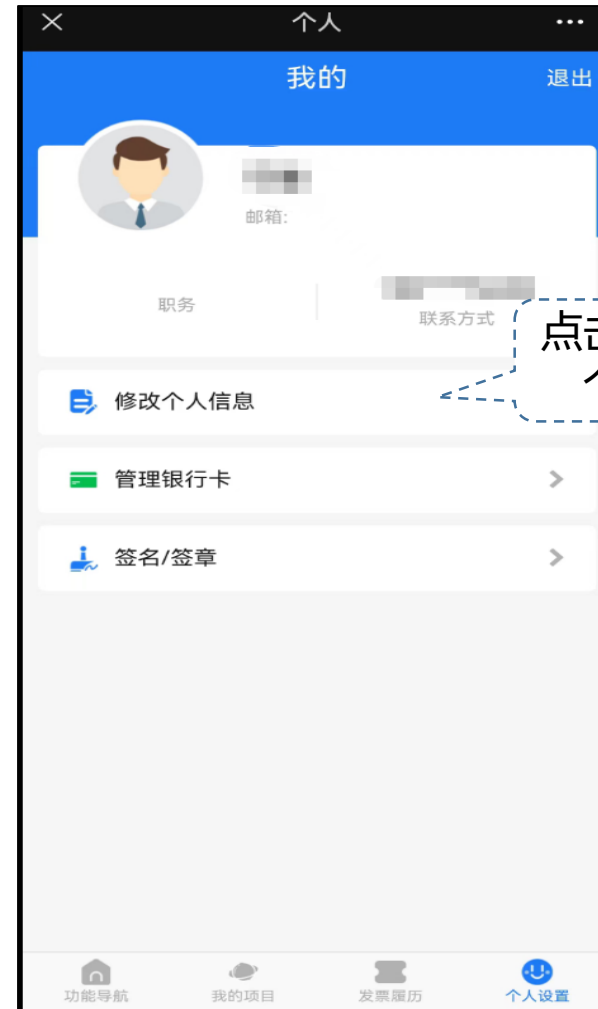 个人
我的
退出
邮箱:
职务
联系方式
点
修改个人信息
管理银行卡
签名/签章
功能导航
我的项目
发票履历
个人设置